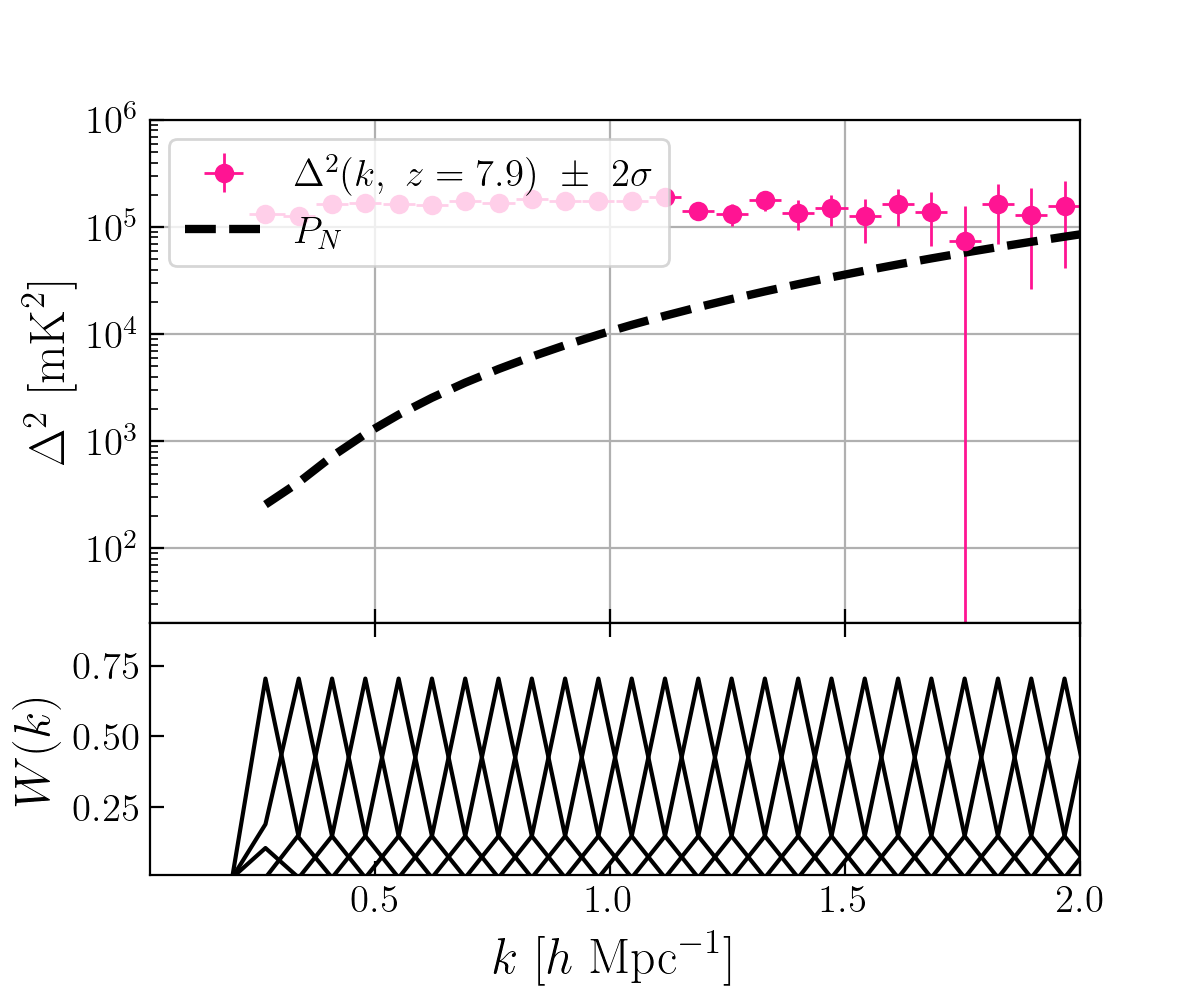 10^6
Δ²(k, z = 7.9) ± 2σ
10^5
P_N
10^4
10^3
10^2
Δ² [mK²]
0.75
0.50
0.25
W(k)
0.5 1.0 1.5 2.0
k [h Mpc⁻¹]